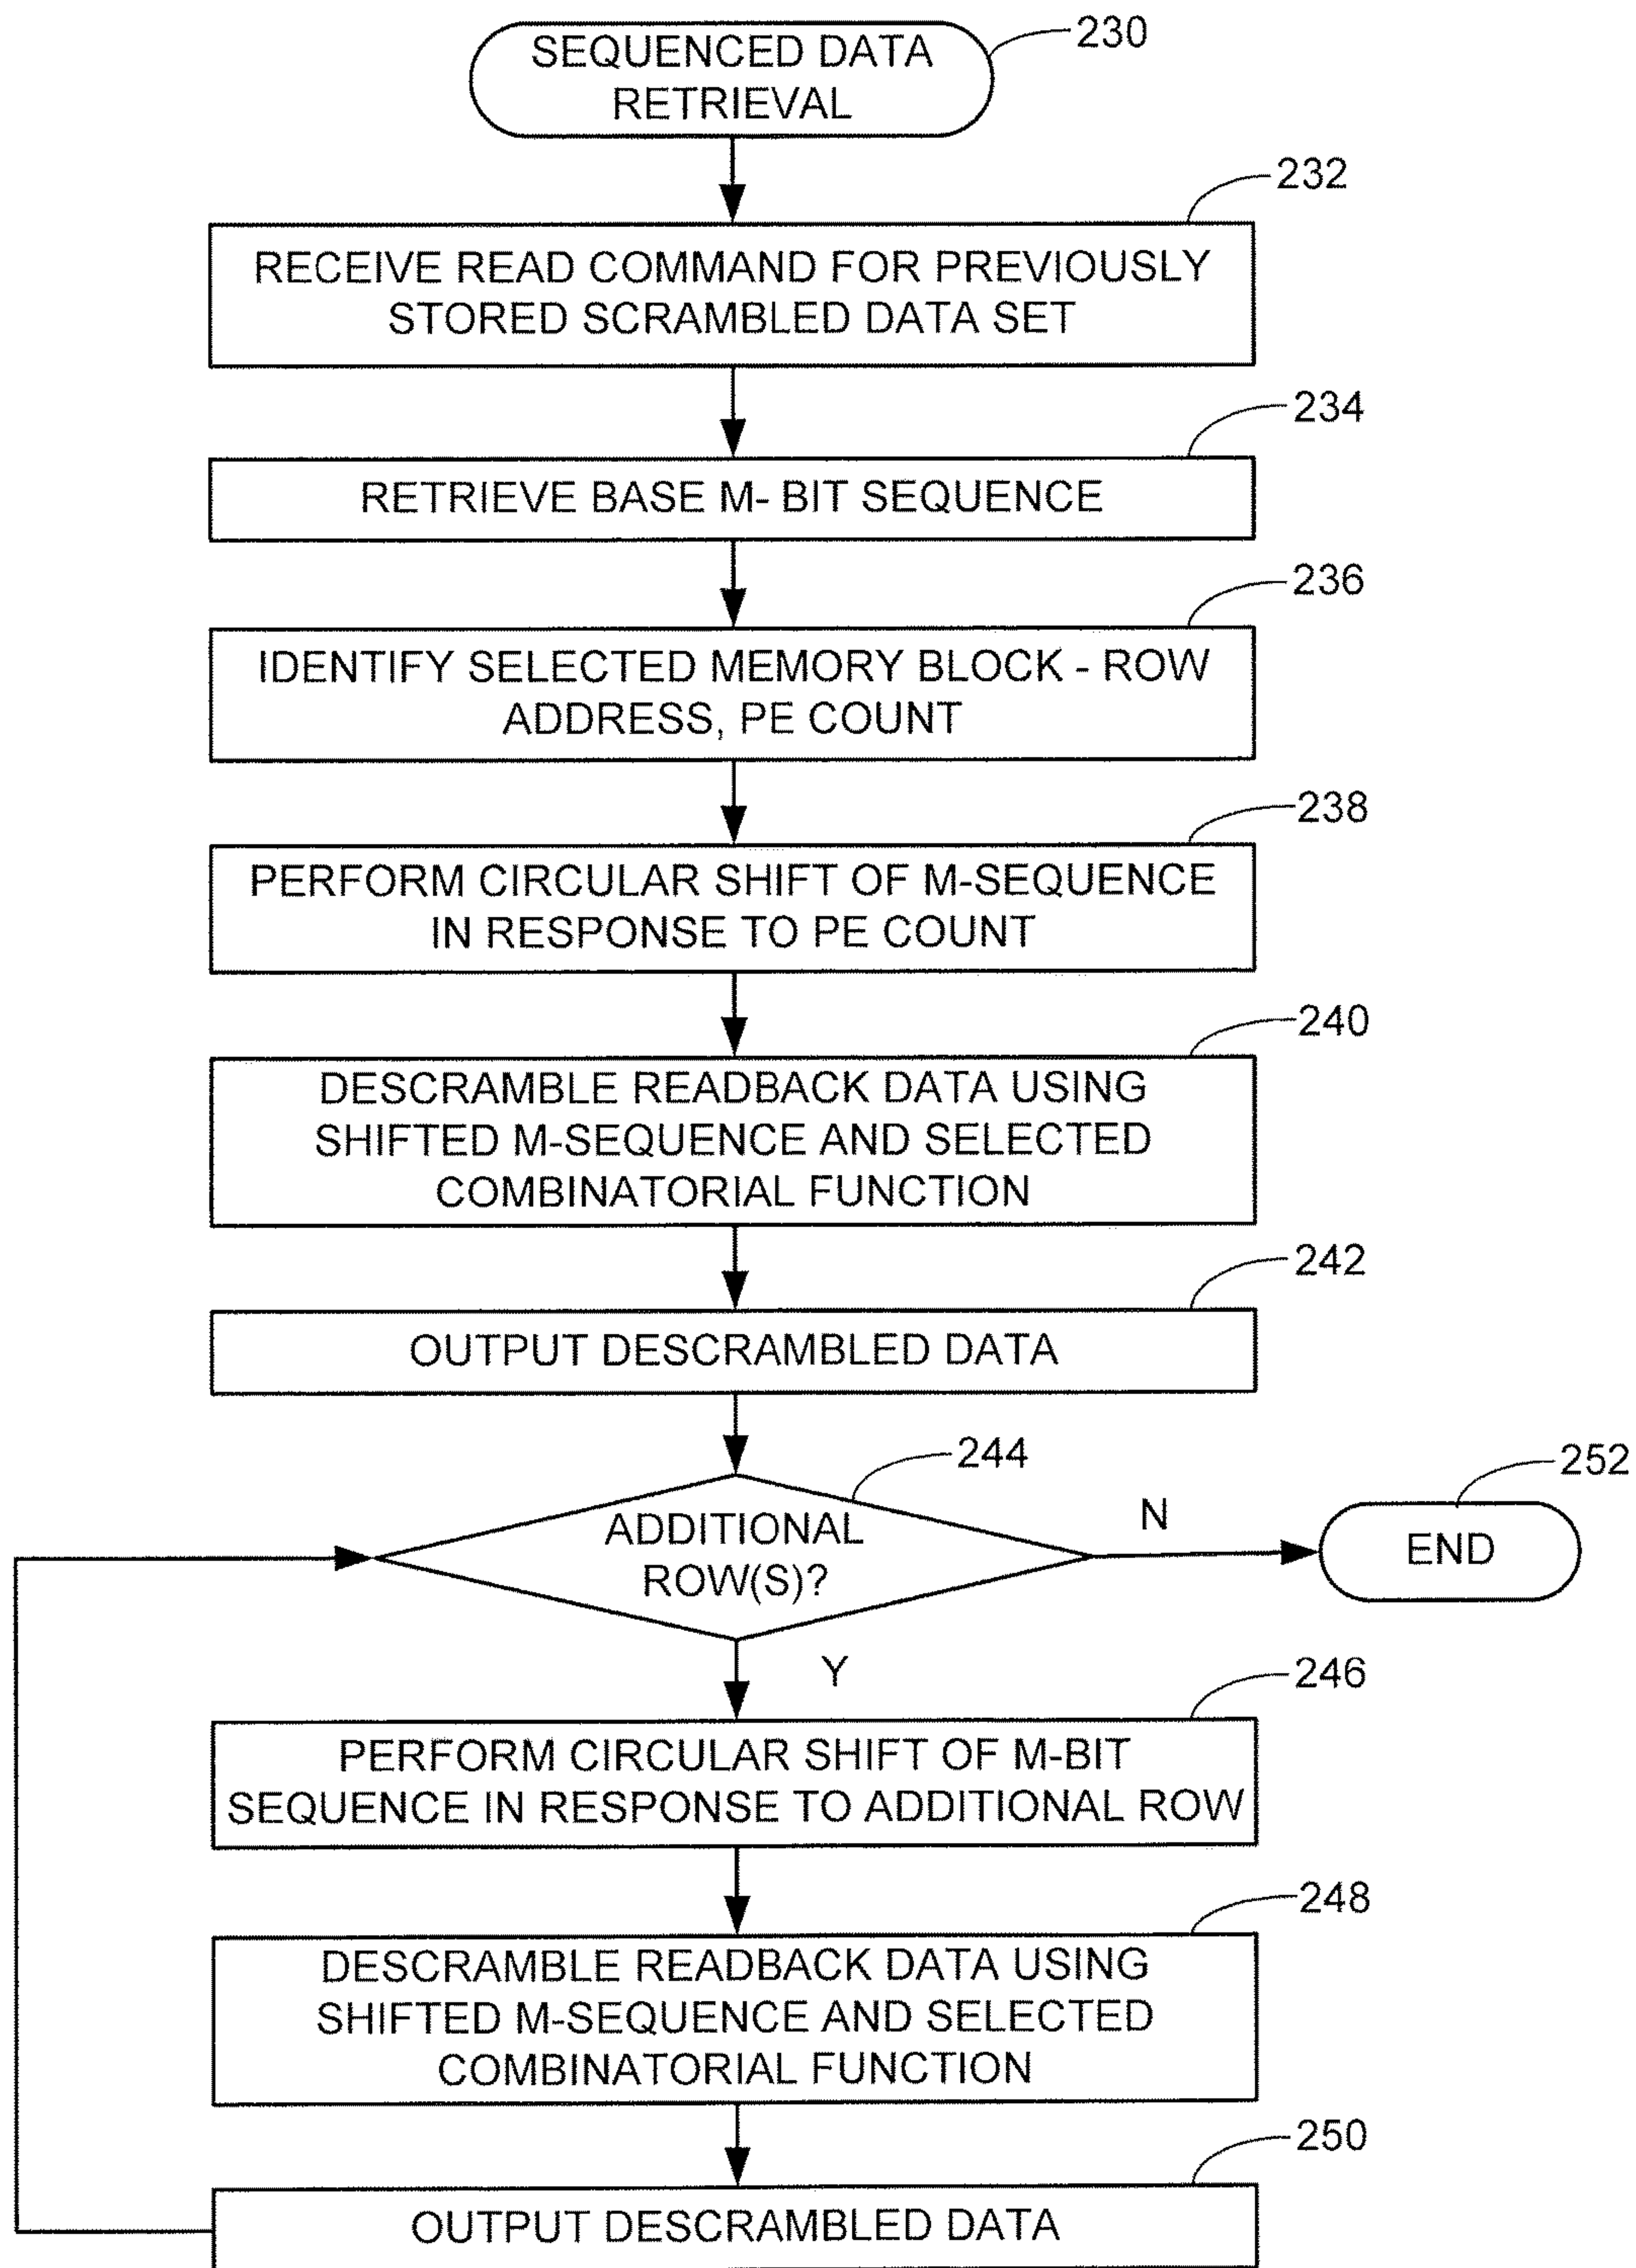 SEQUENCED DATA
RETRIEVAL
230
232
RECEIVE READ COMMAND FOR PREVIOUSLY
STORED SCRAMBLED DATA SET
234
RETRIEVE BASE M- BIT SEQUENCE
236
IDENTIFY SELECTED MEMORY BLOCK - ROW
ADDRESS, PE COUNT
238
PERFORM CIRCULAR SHIFT OF M-SEQUENCE
IN RESPONSE TO PE COUNT
240
DESCRAMBLE READBACK DATA USING
SHIFTED M-SEQUENCE AND SELECTED
COMBINATORIAL FUNCTION
242
OUTPUT DESCRAMBLED DATA
244
ADDITIONAL
ROW(S)?
N
252
END
Y
246
PERFORM CIRCULAR SHIFT OF M-BIT
SEQUENCE IN RESPONSE TO ADDITIONAL ROW
248
DESCRAMBLE READBACK DATA USING
SHIFTED M-SEQUENCE AND SELECTED
COMBINATORIAL FUNCTION
250
OUTPUT DESCRAMBLED DATA